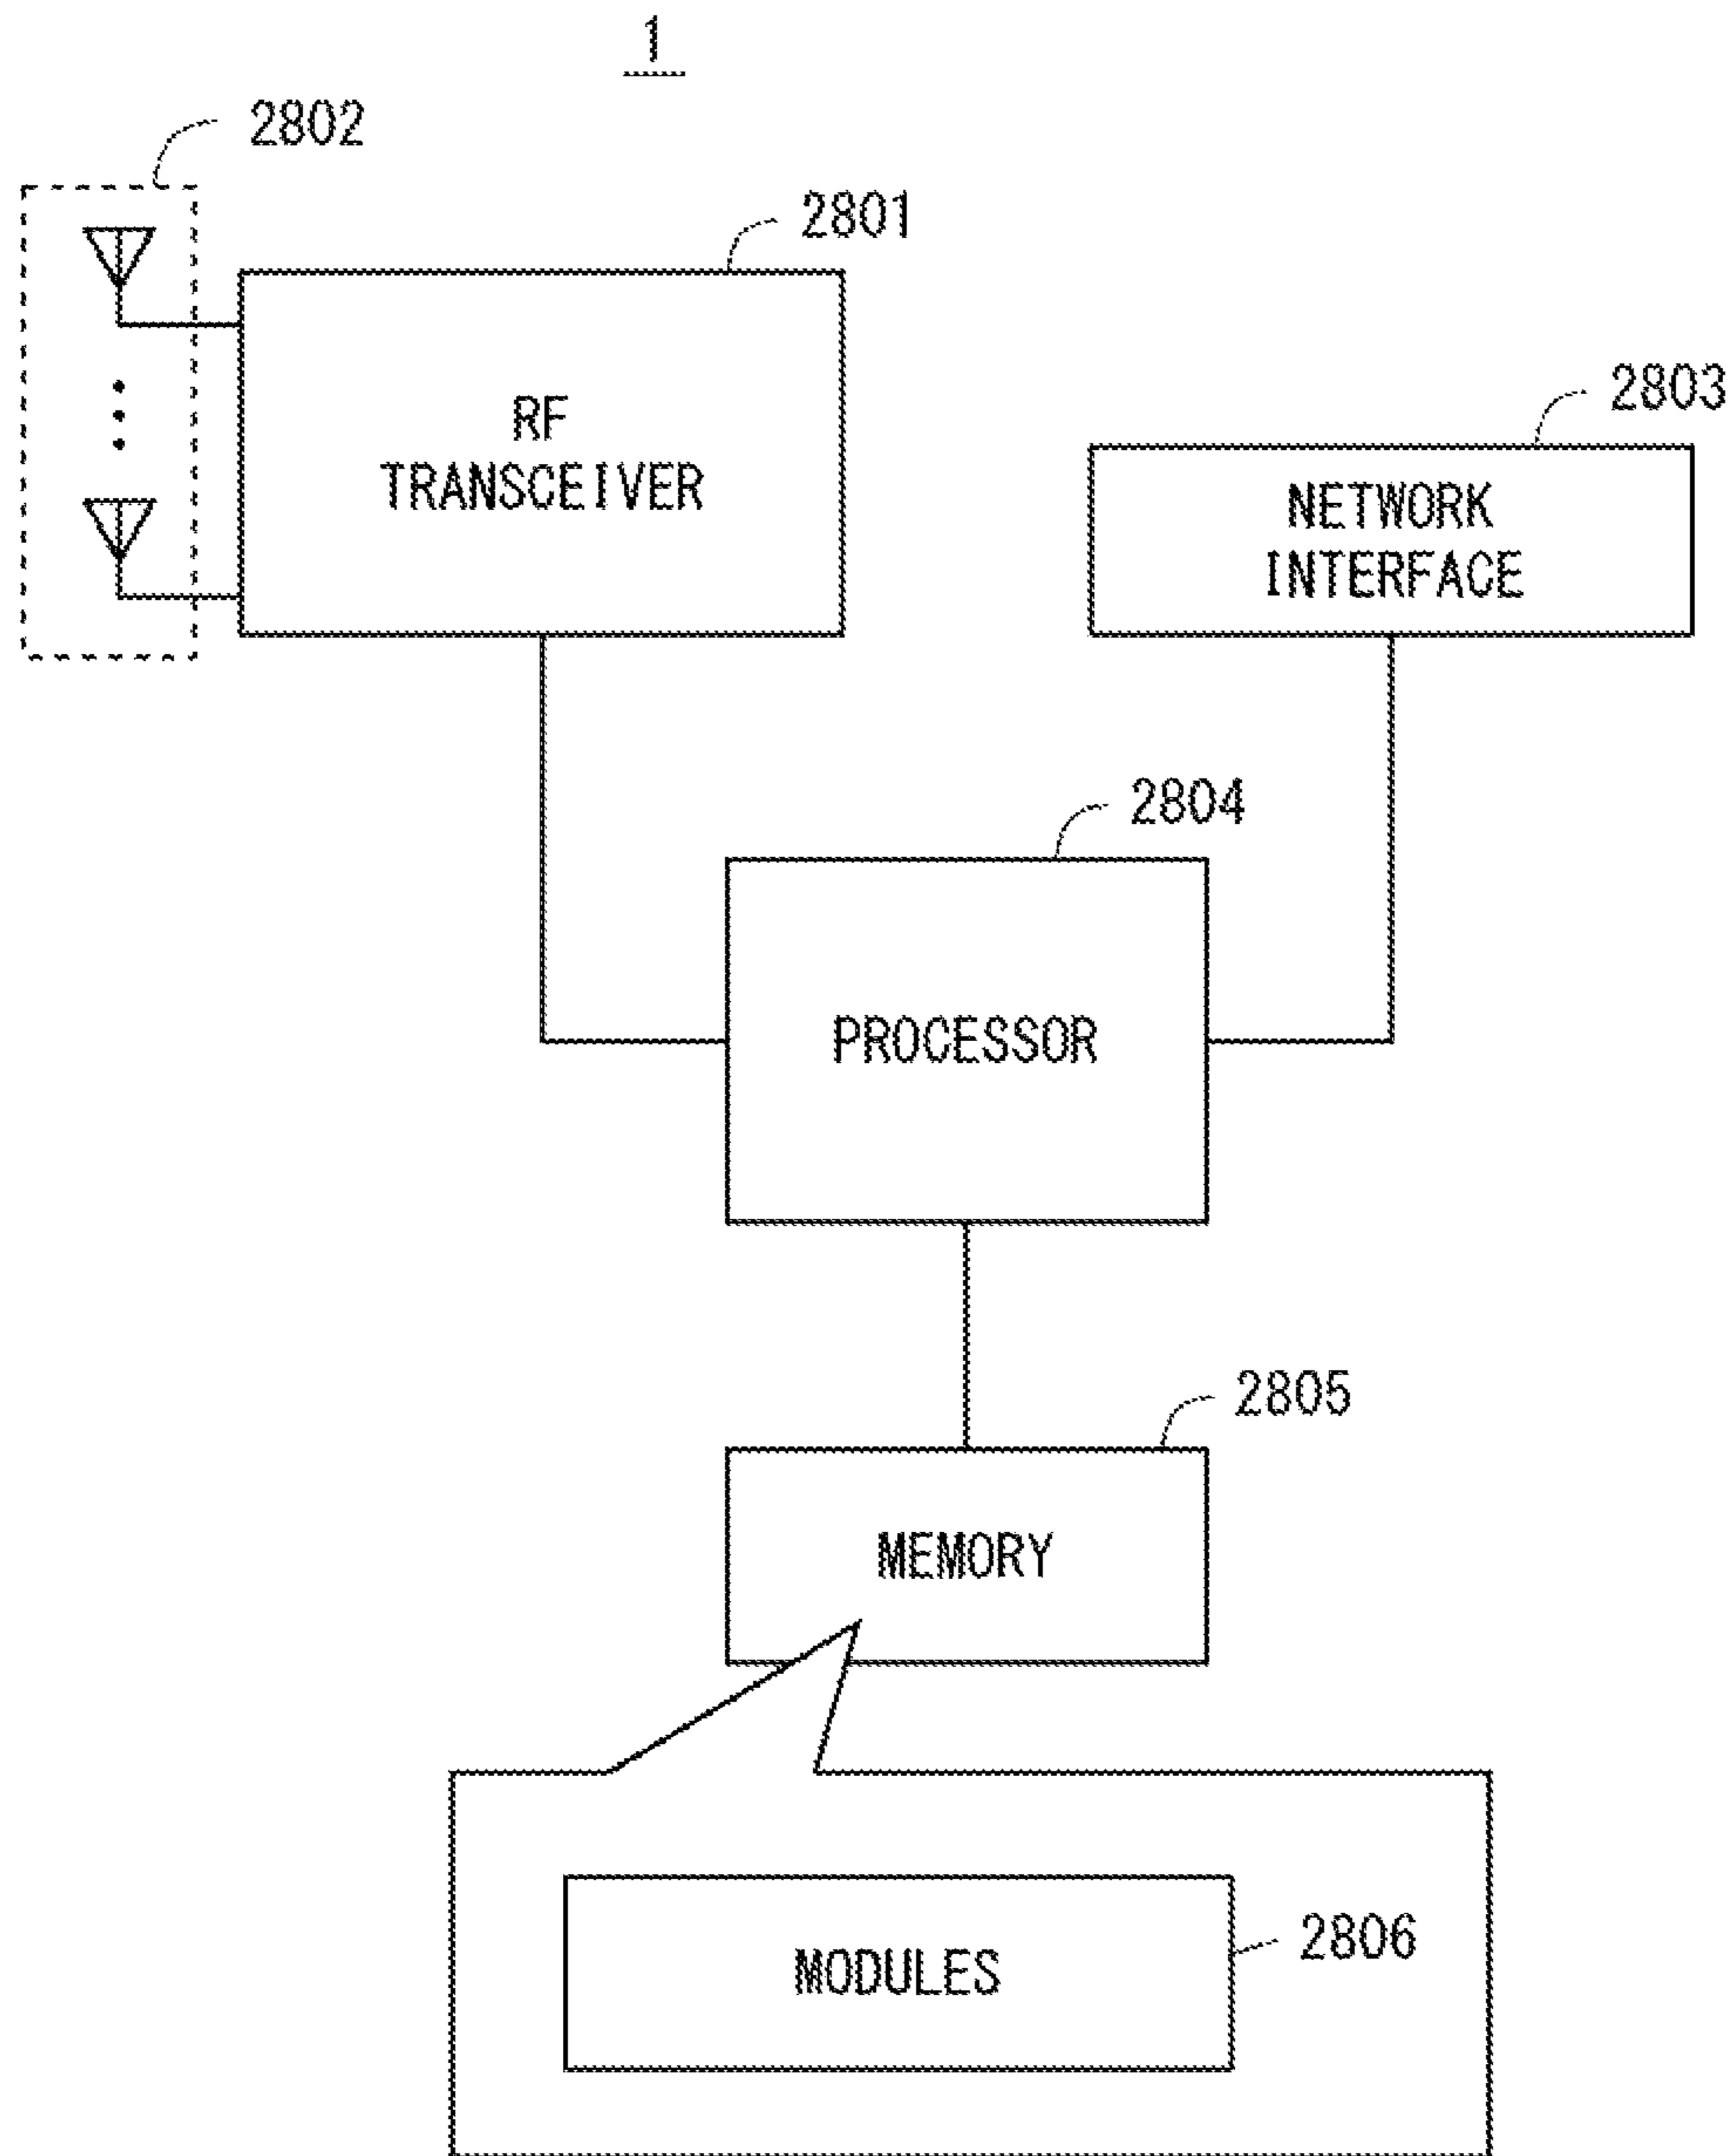 1
2802
2801
RF
TRANSCEIVER
2803
NETWORK
INTERFACE
2804
PROCESSOR
2805
MEMORY
2806
MODULES